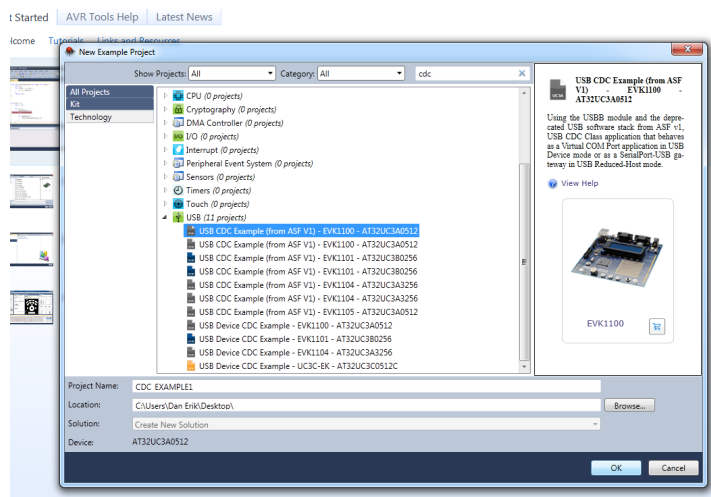 t Started
AVR Tools Help
Latest News
lcome
Tutorials
Links and Resources
New Example Project
Show Projects: All
Category: All
cdc
All Projects
Kit
Technology
CPU (0 projects)
Cryptography (0 projects)
DMA Controller (0 projects)
I/O (0 projects)
Interrupt (0 projects)
Peripheral Event System (0 projects)
Sensors (0 projects)
Timers (0 projects)
Touch (0 projects)
USB (11 projects)
USB CDC Example (from ASF V1) - EVK1100 - AT32UC3A0512
USB CDC Example (from ASF V1) - EVK1100 - AT32UC3A0512
USB CDC Example (from ASF V1) - EVK1101 - AT32UC3B0256
USB CDC Example (from ASF V1) - EVK1101 - AT32UC3B0256
USB CDC Example (from ASF V1) - EVK1104 - AT32UC3A3256
USB CDC Example (from ASF V1) - EVK1104 - AT32UC3A3256
USB CDC Example (from ASF V1) - EVK1105 - AT32UC3A0512
USB Device CDC Example - EVK1100 - AT32UC3A0512
USB Device CDC Example - EVK1101 - AT32UC3B0256
USB Device CDC Example - EVK1104 - AT32UC3A3256
USB Device CDC Example - UC3C-EK - AT32UC3C0512C
USB CDC Example (from ASF
V1) - EVK1100 -
AT32UC3A0512
Using the USBB module and the depre-
cated USB software stack from ASF v1,
USB CDC Class application that behaves
as a Virtual COM Port application in USB
Device mode or as a SerialPort-USB ga-
teway in USB Reduced-Host mode.
View Help
EVK1100
Project Name: CDC EXAMPLE1
Location: C:\Users\Dan Erik\Desktop\
Browse...
Solution: Create New Solution
Device: AT32UC3A0512
OK
Cancel